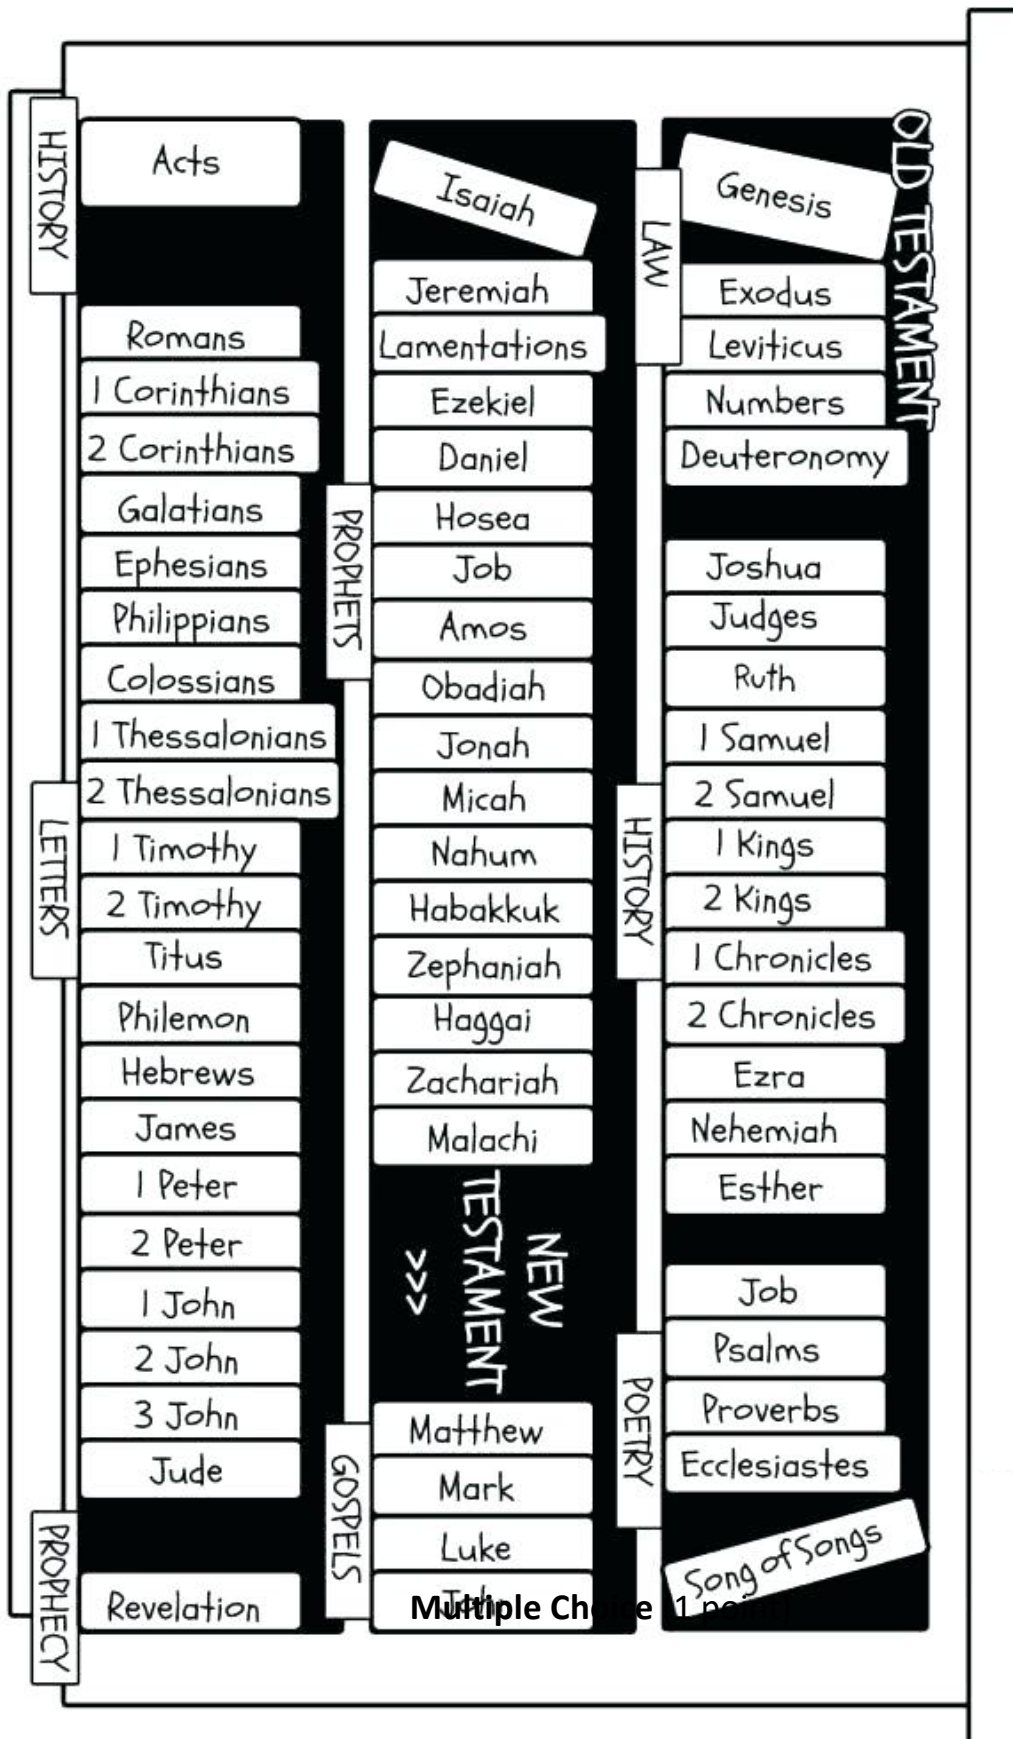 OLD TESTAMENT
LAW
Genesis
Exodus
Leviticus
Numbers
Deuteronomy
HISTORY
Joshua
Judges
Ruth
1 Samuel
2 Samuel
1 Kings
2 Kings
1 Chronicles
2 Chronicles
Ezra
Nehemiah
Esther
POETRY
Job
Psalms
Proverbs
Ecclesiastes
Song of Songs
PROPHETS
Isaiah
Jeremiah
Lamentations
Ezekiel
Daniel
Hosea
Job
Amos
Obadiah
Jonah
Micah
Nahum
Habakkuk
Zephaniah
Haggai
Zachariah
Malachi
NEW
TESTAMENT
>>>
GOSPELS
Matthew
Mark
Luke
John
HISTORY
Acts
LETTERS
Romans
1 Corinthians
2 Corinthians
Galatians
Ephesians
Philippians
Colossians
1 Thessalonians
2 Thessalonians
1 Timothy
2 Timothy
Titus
Philemon
Hebrews
James
1 Peter
2 Peter
1 John
2 John
3 John
Jude
PROPHECY
Revelation
Multiple Choice (1 point)